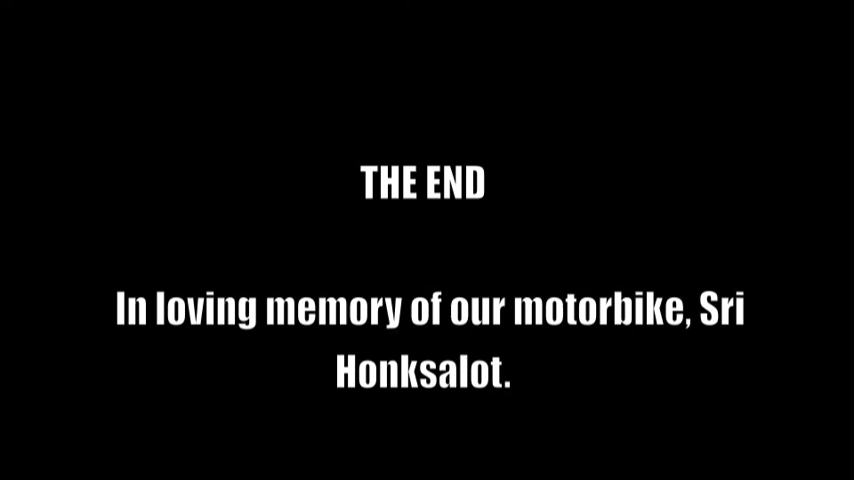 THE END
In loving memory of our motorbike, Sri
Honksalot.